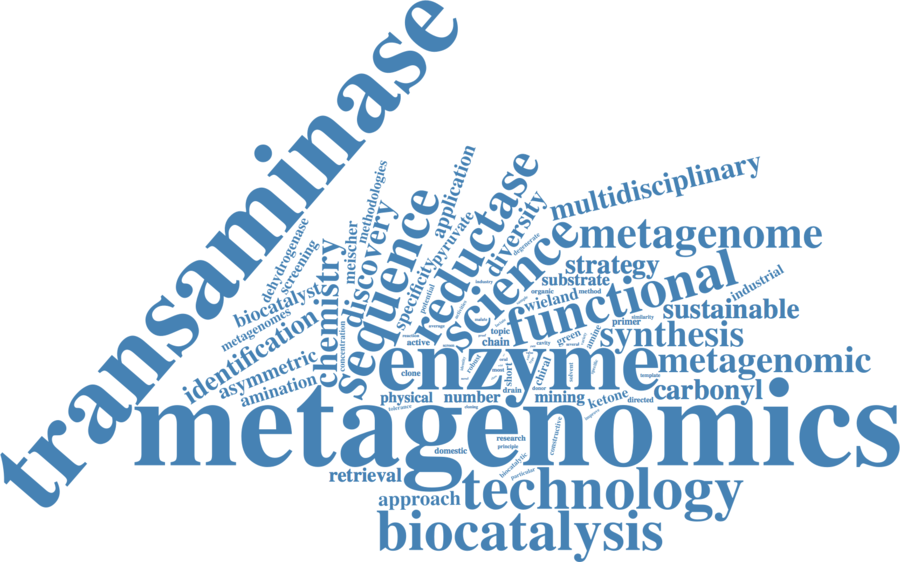 transaminase
metagenomics
enzyme
technology
biocatalysis
functional
science
reductase
sequence
metagenome
metagenomic
synthesis
sustainable
carbonyl
strategy
substrate
multidisciplinary
diversity
application
pyruvate
specificity
discovery
methodologies
meischer
chemistry
dehydrogenase
screening
biocatalyst
metagenomes
identification
asymmetric
amination
concentration
potential
degenerate
industry
organic
method
wieland
industrial
similarity
primer
amine
green
topic
chain
cavity
several
active
average
reaction
clone
robust
short
chiral
solvent
template
drain
donor
physical
number
mining
ketone
directed
tolerance
research
principle
domestic
constructive
biocatalytic
particular
retrieval
approach